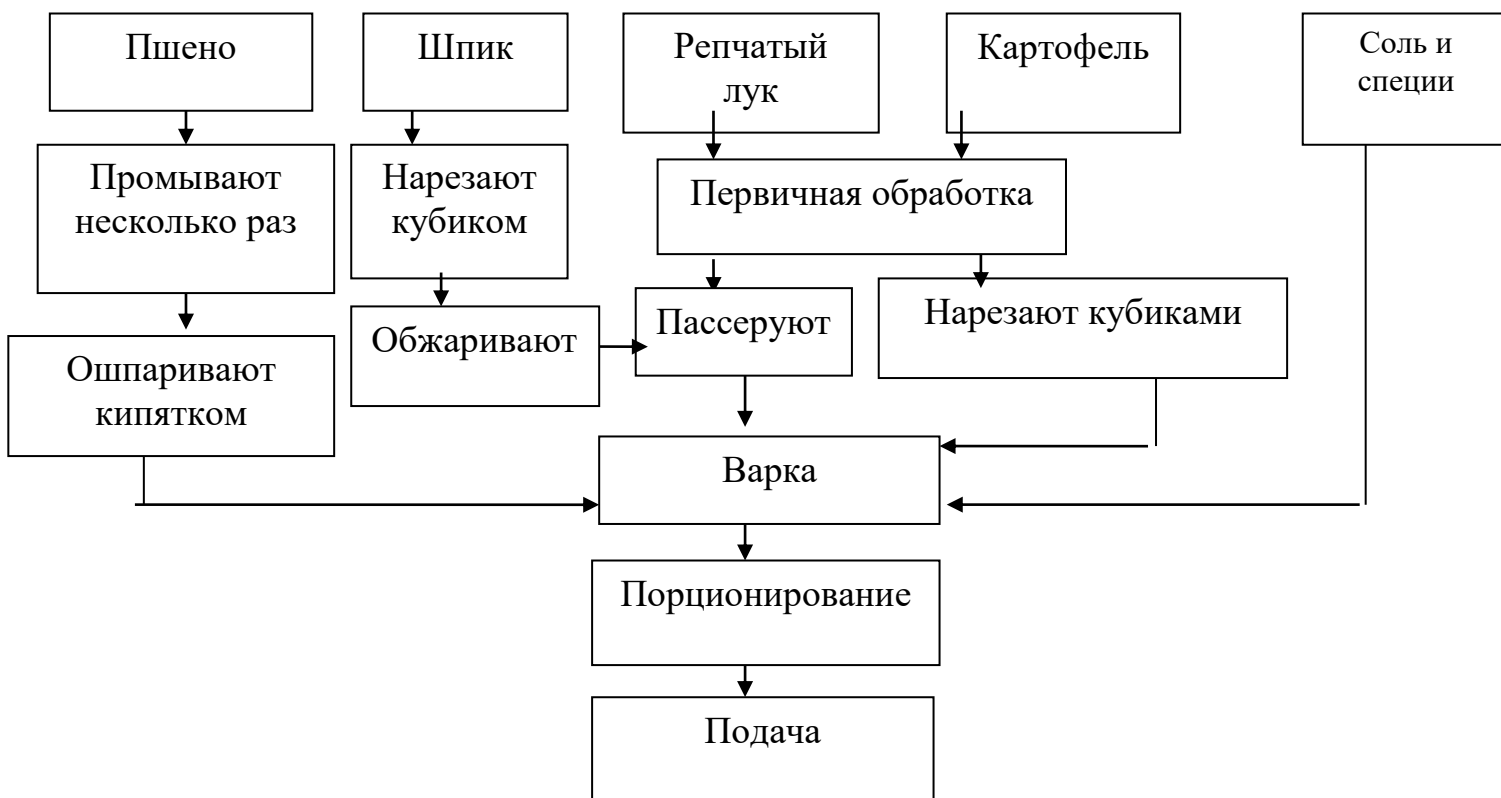 Пшено
Шпик
Репчатый
лук
Картофель
Соль и
специи
Промывают
несколько раз
Нарезают
кубиком
Первичная обработка
Ошпаривают
кипятком
Обжаривают
Пассеруют
Нарезают кубиками
Варка
Порционирование
Подача